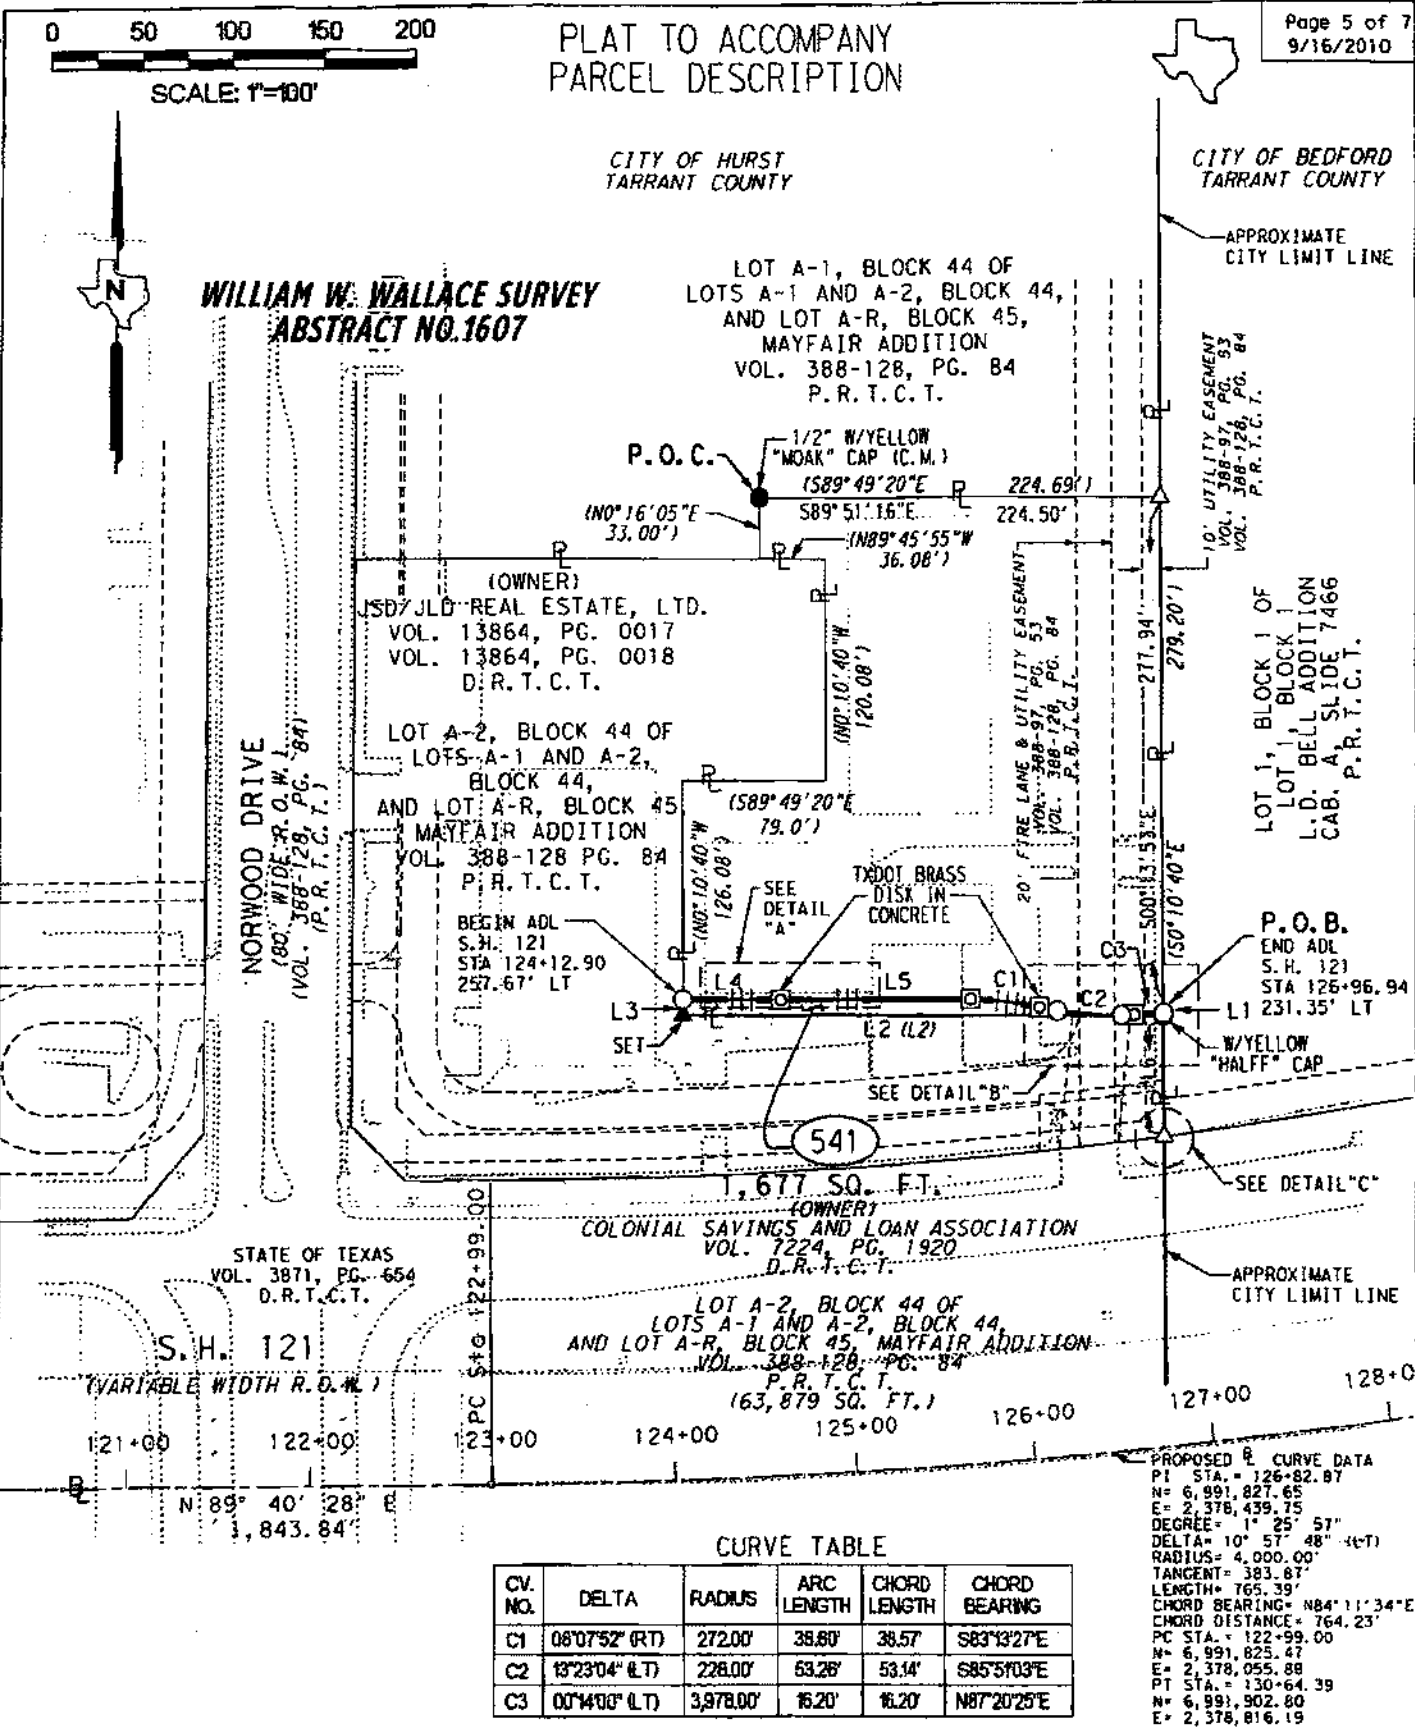 0 50 100 150 200
SCALE: 1"=100'
PLAT TO ACCOMPANY
PARCEL DESCRIPTION
Page 5 of 7
9/16/2010
CITY OF HURST
TARRANT COUNTY
CITY OF BEDFORD
TARRANT COUNTY
APPROXIMATE
CITY LIMIT LINE
N
WILLIAM W. WALLACE SURVEY
ABSTRACT NO.1607
LOT A-1, BLOCK 44 OF
LOTS A-1 AND A-2, BLOCK 44,
AND LOT A-R, BLOCK 45,
MAYFAIR ADDITION
VOL. 388-128, PG. 84
P.R.T.C.T.
10' UTILITY EASEMENT
VOL. 388-97, PG. 53
VOL. 388-128, PG. 84
P.R.T.C.T.
P.O.C.
1/2" W/YELLOW
"MOAK" CAP (C.M.)
(S89°49'20"E 224.69')
S89°51'16"E 224.50'
(N0°16'05"E
33.00')
(N89°45'55"W
36.08')
(OWNER)
JSD/JLD REAL ESTATE, LTD.
VOL. 13864, PG. 0017
VOL. 13864, PG. 0018
D.R.T.C.T.
(N0°10'40"W
120.08')
20' FIRE LANE & UTILITY EASEMENT
VOL. 388-97, PG. 53
VOL. 388-128, PG. 84
P.R.T.C.T.
S00°13'53"E 277.94'
(S0°10'40"E 279.20')
LOT 1, BLOCK 1 OF
LOT 1, BLOCK 1
L.D. BELL ADDITION
CAB. A, SLIDE 7466
P.R.T.C.T.
LOT A-2, BLOCK 44 OF
LOTS A-1 AND A-2,
BLOCK 44,
AND LOT A-R, BLOCK 45
MAYFAIR ADDITION
VOL. 388-128 PG. 84
P.R.T.C.T.
NORWOOD DRIVE
(80' WIDE R.O.W.)
(VOL. 388-128, PG. 84)
(P.R.T.C.T.)
(S89°49'20"E
79.0')
(N0°10'40"W
126.08')
BEGIN ADL
S.H. 121
STA 124+12.90
257.67' LT
SEE
DETAIL
"A"
TXDOT BRASS
DISK IN
CONCRETE
P.O.B.
END ADL
S.H. 121
STA 126+96.94
231.35' LT
L4 L5 C1 C2 C3
L3 L1
L2 (L2)
L6
SET
W/YELLOW
"HALFF" CAP
SEE DETAIL"B"
541
1,677 SQ. FT.
SEE DETAIL"C"
(OWNER)
COLONIAL SAVINGS AND LOAN ASSOCIATION
VOL. 7224, PG. 1920
D.R.T.C.T.
STATE OF TEXAS
VOL. 3871, PG. 654
D.R.T.C.T.
S.H. 121
(VARIABLE WIDTH R.O.W.)
PC Sta 122+99.00
LOT A-2, BLOCK 44 OF
LOTS A-1 AND A-2, BLOCK 44,
AND LOT A-R, BLOCK 45, MAYFAIR ADDITION
VOL. 388-128, PG. 84
P.R.T.C.T.
(63,879 SQ. FT.)
APPROXIMATE
CITY LIMIT LINE
121+00 122+00 123+00 124+00 125+00 126+00 127+00 128+0
N 89° 40' 28" E
1,843.84'
PROPOSED BL CURVE DATA
PI STA.= 126+82.87
N= 6,991,827.65
E= 2,378,439.75
DEGREE= 1° 25' 57"
DELTA= 10° 57' 48" (LT)
RADIUS= 4,000.00'
TANGENT= 383.87'
LENGTH= 765.39'
CHORD BEARING= N84°11'34"E
CHORD DISTANCE= 764.23'
PC STA.= 122+99.00
N= 6,991,825.47
E= 2,378,055.88
PT STA.= 130+64.39
N= 6,991,902.80
E= 2,378,816.19
CURVE TABLE
CV. NO. DELTA RADIUS ARC LENGTH CHORD LENGTH CHORD BEARING
C1 08°07'52" (RT) 272.00' 38.60' 38.57' S83°13'27"E
C2 13°23'04" (LT) 228.00' 53.26' 53.14' S85°51'03"E
C3 00°14'00" (LT) 3,978.00' 16.20' 16.20' N87°20'25"E